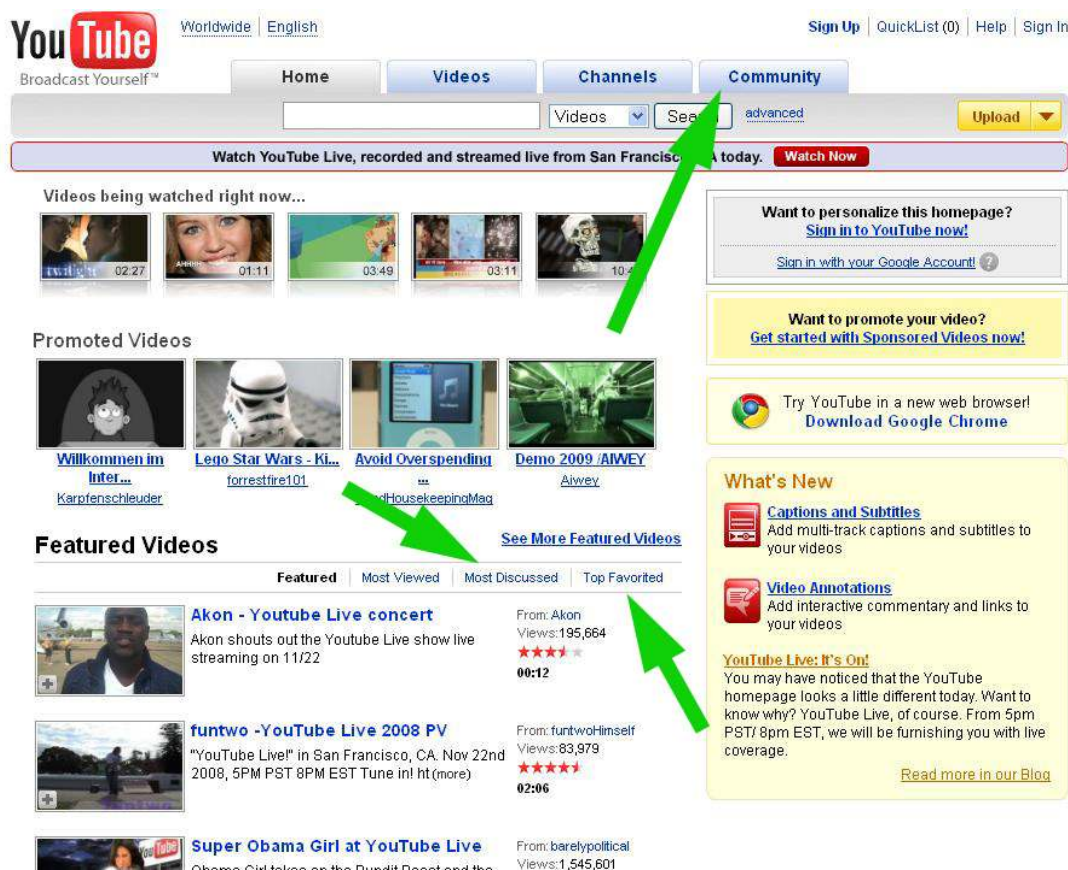 You Tube
Broadcast Yourself™
Worldwide English
Sign Up QuickList (0) Help Sign In
Home Videos Channels Community
Videos advanced Upload
Watch YouTube Live, recorded and streamed live from San Francisco, today. Watch Now
Videos being watched right now...
twilight 02:27
AHHHH 01:11
03:49
03:11
Want to personalize this homepage?
Sign in to YouTube now!
Sign in with your Google Account! ?
Want to promote your video?
Get started with Sponsored Videos now!
Try YouTube in a new web browser!
Download Google Chrome
Promoted Videos
Willkommen im
Inter...
Karpfenschleuder
Lego Star Wars - Ki...
forrestfire101
Avoid Overspending
...
HousekeepingMag
Demo 2009 /AIWEY
Aiwey
What's New
Captions and Subtitles
Add multi-track captions and subtitles to
your videos
Video Annotations
Add interactive commentary and links to
your videos
YouTube Live: It's On!
You may have noticed that the YouTube
homepage looks a little different today. Want to
know why? YouTube Live, of course. From 5pm
PST/ 8pm EST, we will be furnishing you with live
coverage.
Read more in our Blog
Featured Videos
See More Featured Videos
Featured Most Viewed Most Discussed Top Favorited
Akon - Youtube Live concert
Akon shouts out the Youtube Live show live
streaming on 11/22
From: Akon
Views:195,664
00:12
funtwo -YouTube Live 2008 PV
"YouTube Live!" in San Francisco, CA. Nov 22nd
2008, 5PM PST 8PM EST Tune in! ht (more)
From: funtwoHimself
Views:83,979
02:06
You Tube
Super Obama Girl at YouTube Live
From: barelypolitical
Views:1,545,601